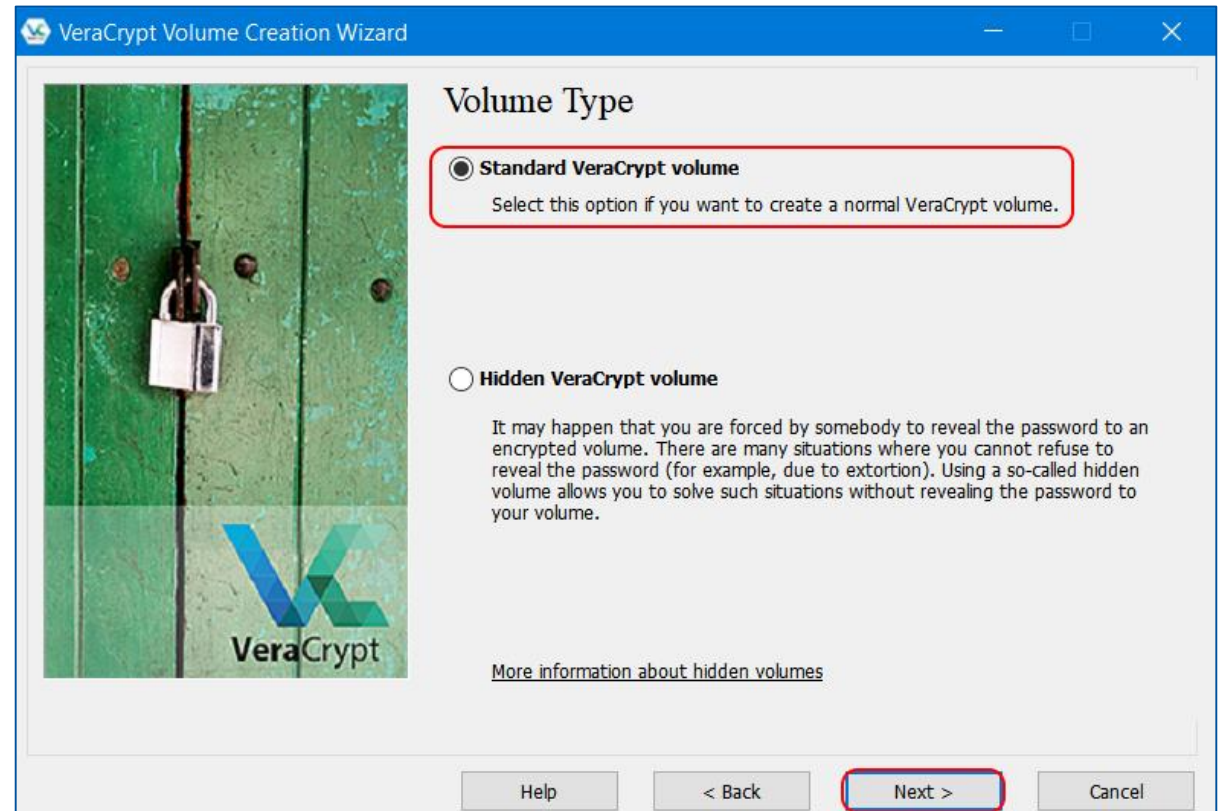 VeraCrypt Volume Creation Wizard
Volume Type
Standard VeraCrypt volume
Select this option if you want to create a normal VeraCrypt volume.
Hidden VeraCrypt volume
It may happen that you are forced by somebody to reveal the password to an
encrypted volume. There are many situations where you cannot refuse to
reveal the password (for example, due to extortion). Using a so-called hidden
volume allows you to solve such situations without revealing the password to
your volume.
VeraCrypt
More information about hidden volumes
Help
< Back
Next >
Cancel